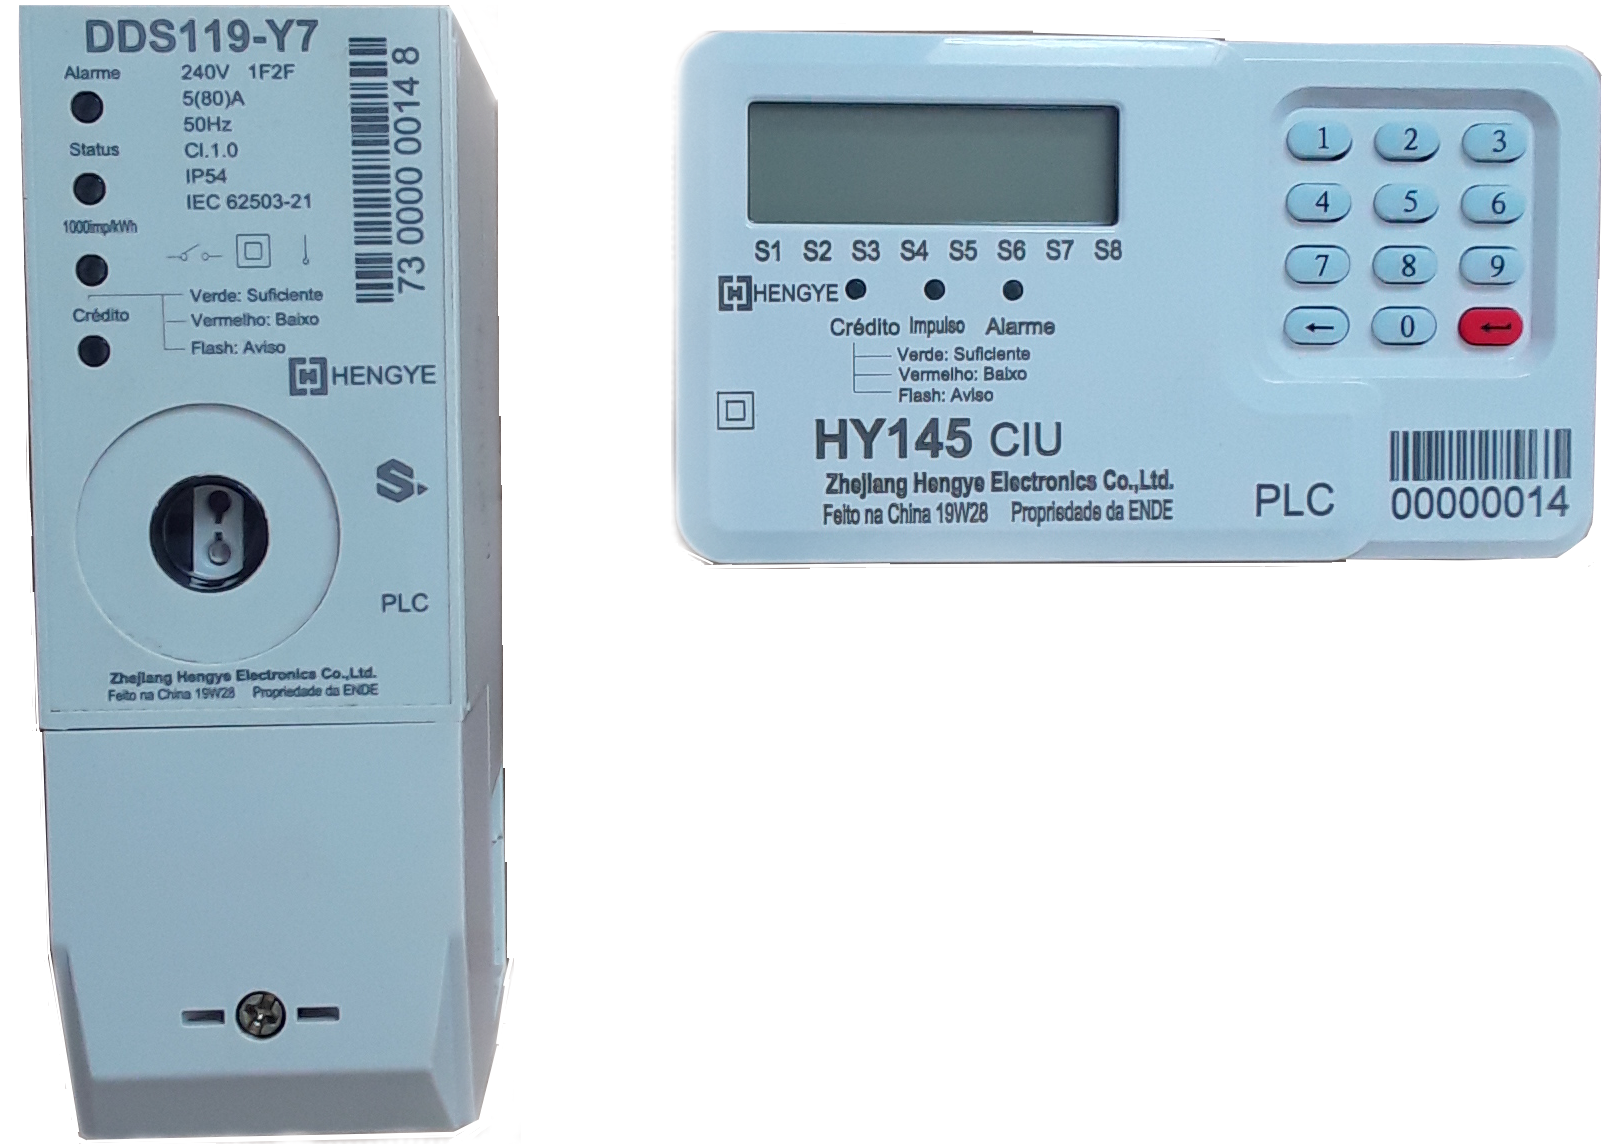 DDS119-Y7
Alarme
240V 1F2F
5(80)A
50Hz
Status
Cl.1.0
IP54
IEC 62503-21
1000imp/kWh
Verde: Suficiente
Crédito
Vermelho: Baixo
Flash: Aviso
HENGYE
73 0000 0014 8
PLC
Zhejiang Hengye Electronics Co.,Ltd.
Feito na China 19W28 Propriedade da ENDE
S1 S2 S3 S4 S5 S6 S7 S8
HENGYE
Crédito Impulso Alarme
Verde: Suficiente
Vermelho: Baixo
Flash: Aviso
HY145 CIU
Zhejiang Hengye Electronics Co.,Ltd.
Feito na China 19W28 Propriedade da ENDE
1 2 3
4 5 6
7 8 9
← 0 ↵
PLC
00000014